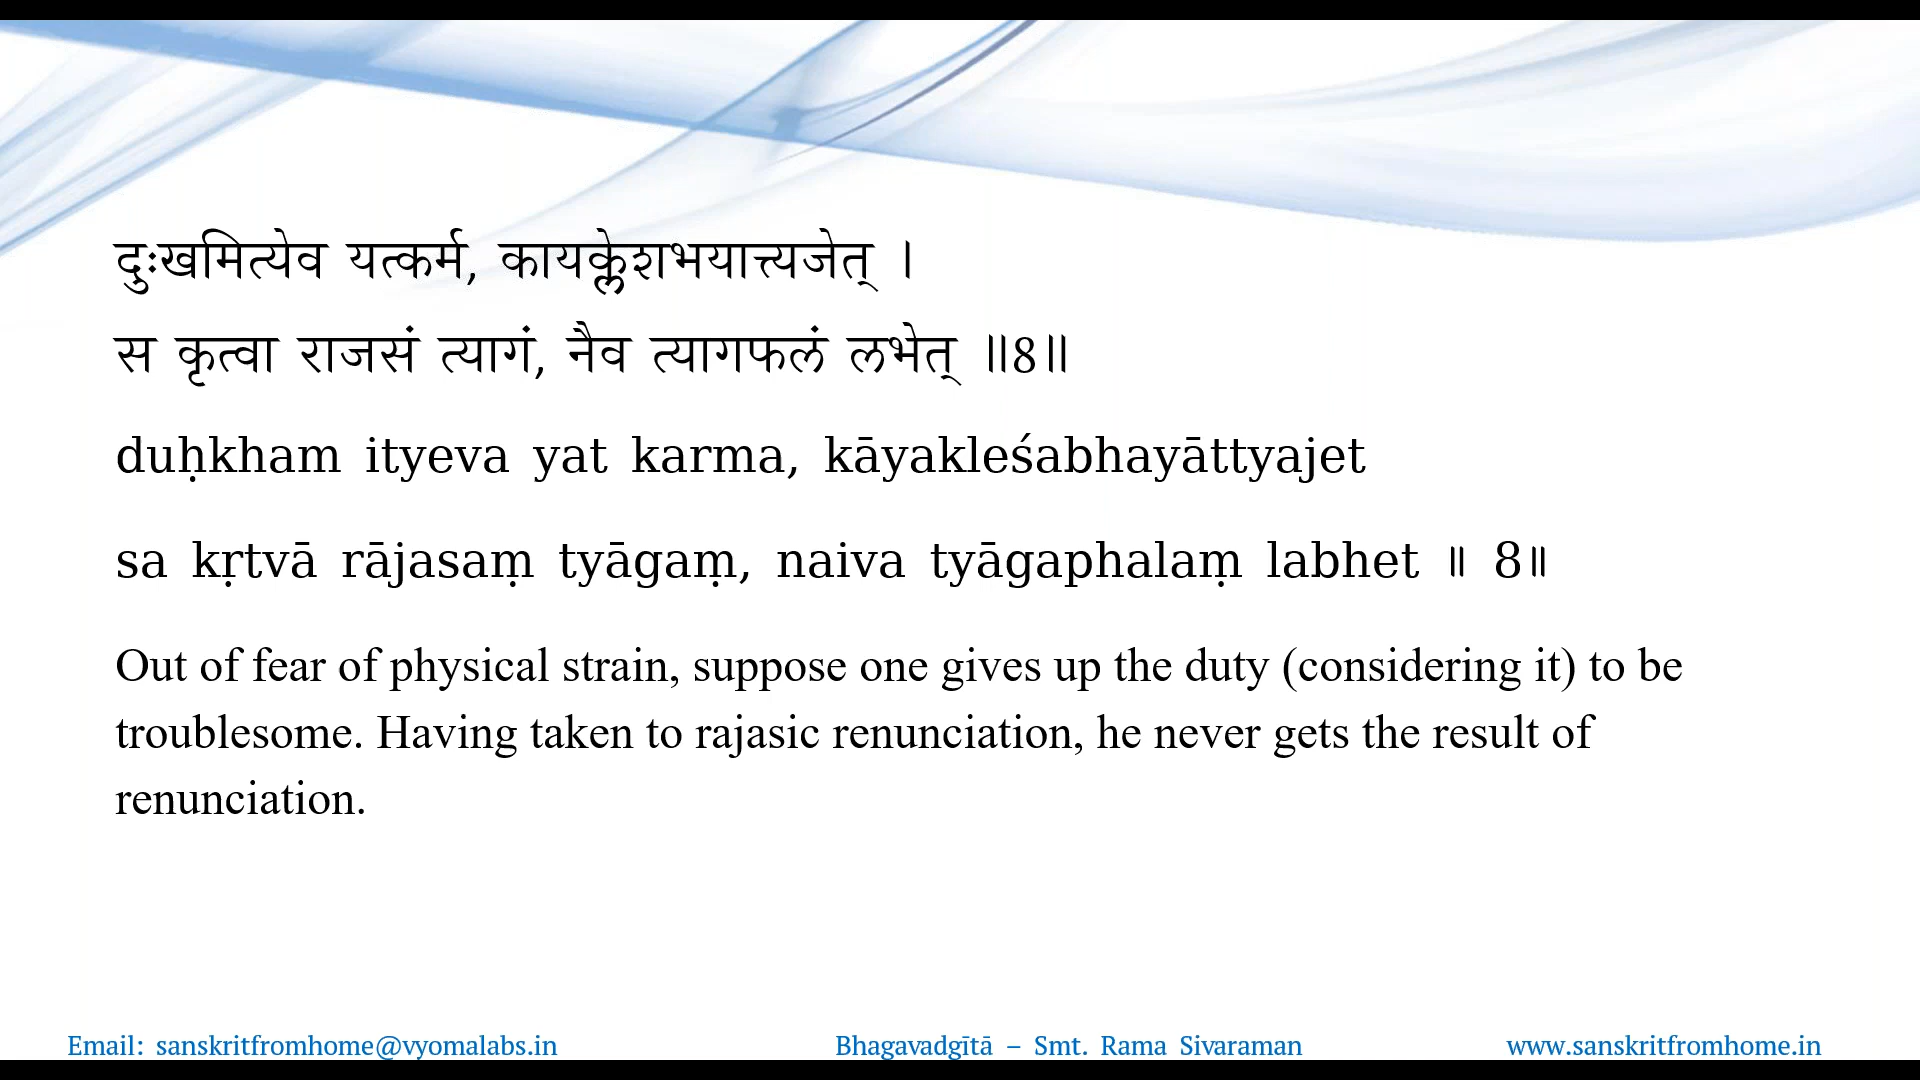 दुःखमित्येव यत्कर्म, कायक्लेशभयात्त्यजेत् ।
स कृत्वा राजसं त्यागं, नैव त्यागफलं लभेत् ॥8॥
duḥkham ityeva yat karma, kāyakleśabhayāttyajet
sa kṛtvā rājasaṃ tyāgaṃ, naiva tyāgaphalaṃ labhet ॥ 8॥
Out of fear of physical strain, suppose one gives up the duty (considering it) to be
troublesome. Having taken to rajasic renunciation, he never gets the result of
renunciation.
Email: sanskritfromhome@vyomalabs.in Bhagavadgītā – Smt. Rama Sivaraman www.sanskritfromhome.in